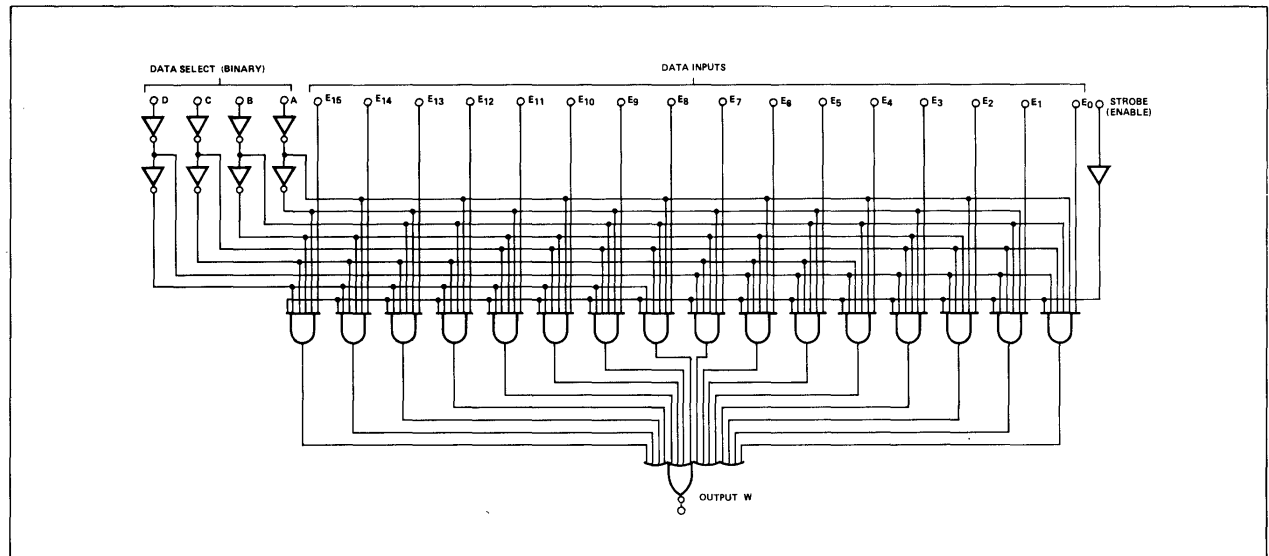 DATA SELECT (BINARY)
DATA INPUTS
D C B A E15 E14 E13 E12 E11 E10 E9 E8 E7 E6 E5 E4 E3 E2 E1 E0 STROBE
(ENABLE)
OUTPUT W